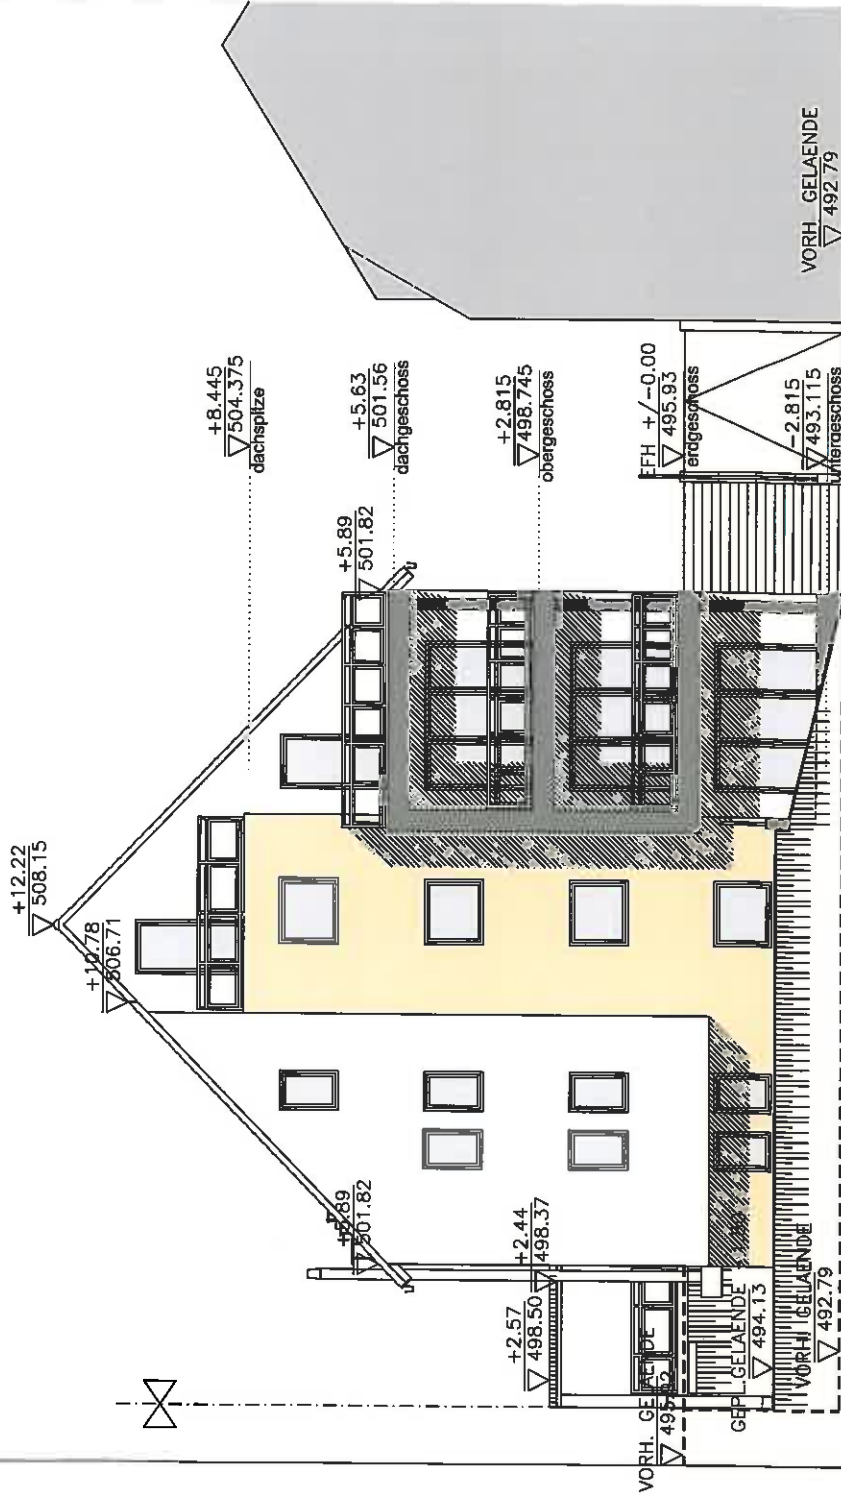 +12.22
508.15
+10.78
506.71
+8.445
504.375
dachspitze
+5.63
501.56
dachgeschoss
+5.89
501.82
+2.815
498.745
obergeschoss
EFH +/-0.00
495.93
erdgeschoss
-2.815
493.115
untergeschoss
VORH. GELAENDE
492.79
501.82
+2.44
498.37
+2.57
498.50
VORH. GELAENDE
GEPL.GELAENDE
494.13
VORH. GELAENDE
492.79